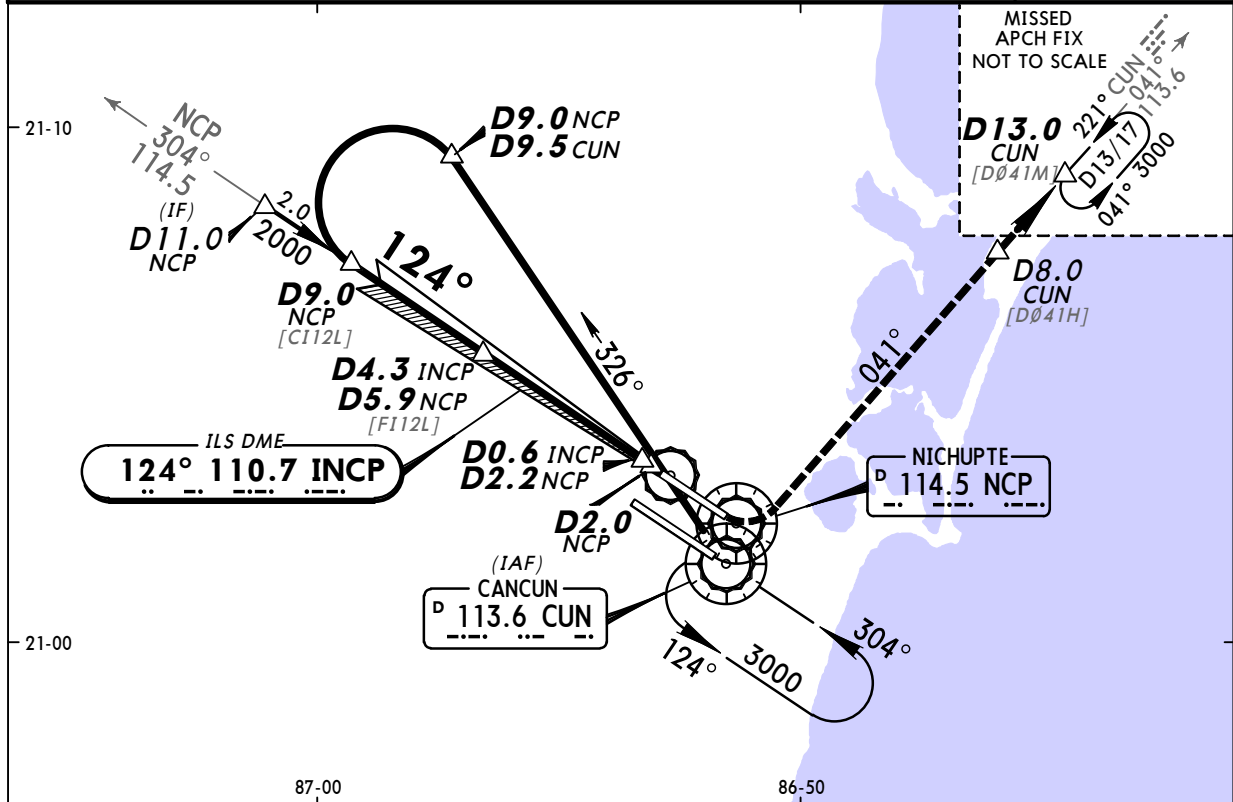 MISSED
APCH FIX
NOT TO SCALE
CUN
041°
113.6
221°
D13/17
041° 3000
D13.0
CUN
[DØ41M]
D8.0
CUN
[DØ41H]
041°
21-10
D9.0 NCP
D9.5 CUN
NCP
304°
114.5
(IF)
D11.0
NCP
2.0
2000
124°
D9.0
NCP
[CI12L]
326°
D4.3 INCP
D5.9 NCP
[FI12L]
ILS DME
124° 110.7 INCP
D0.6 INCP
D2.2 NCP
D2.0
NCP
NICHUPTE
D 114.5 NCP
(IAF)
CANCUN
D 113.6 CUN
21-00
124°
3000
304°
87-00
86-50